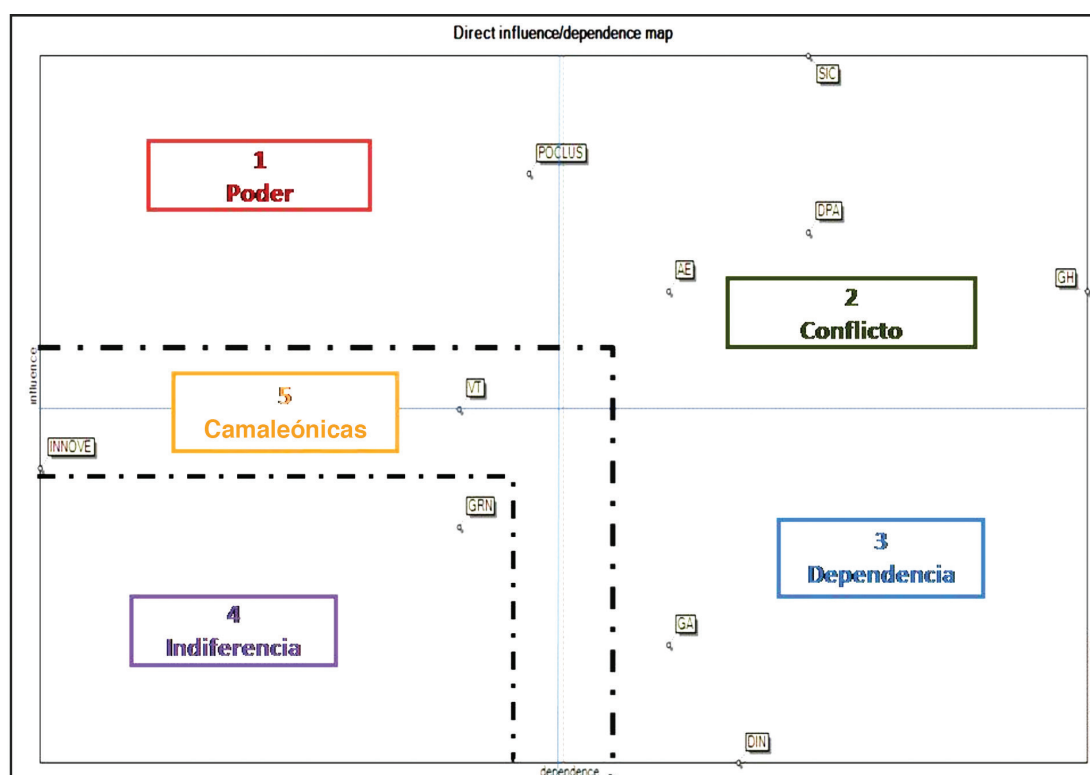 Direct influence/dependence map
SIC
POCLUS
1
Poder
DPA
AE
GH
2
Conflicto
influence
VT
5
Camaleónicas
INNOVE
GRN
3
Dependencia
4
Indiferencia
GA
DIN
dependence